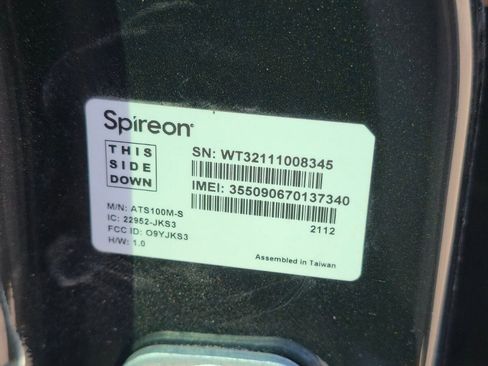 Spireon®
THIS
SIDE
DOWN
SN: WT32111008345
IMEI: 355090670137340
2112
M/N: ATS100M-S
IC: 22952-JKS3
FCC ID: O9YJKS3
H/W: 1.0
Assembled in Taiwan